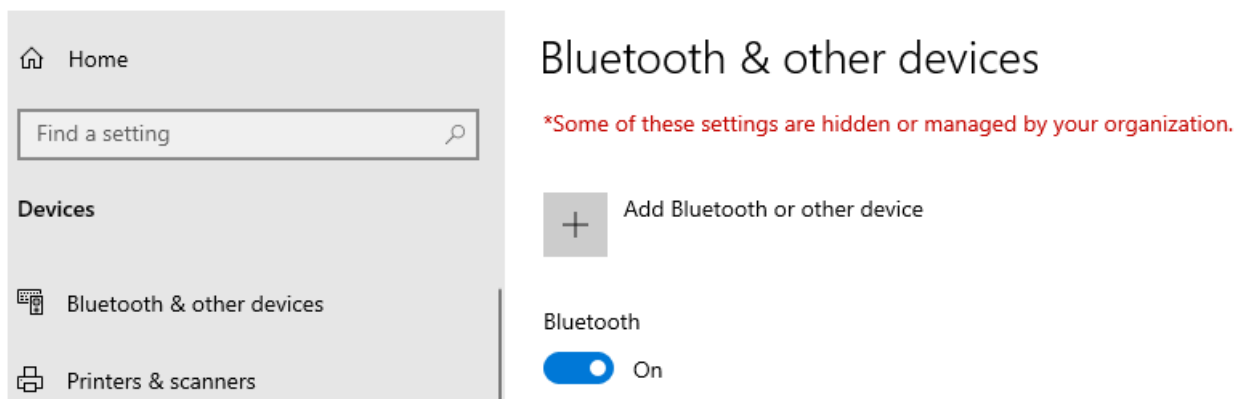 Home
Find a setting
Devices
Bluetooth & other devices
Printers & scanners
Bluetooth & other devices
*Some of these settings are hidden or managed by your organization.
Add Bluetooth or other device
Bluetooth
On